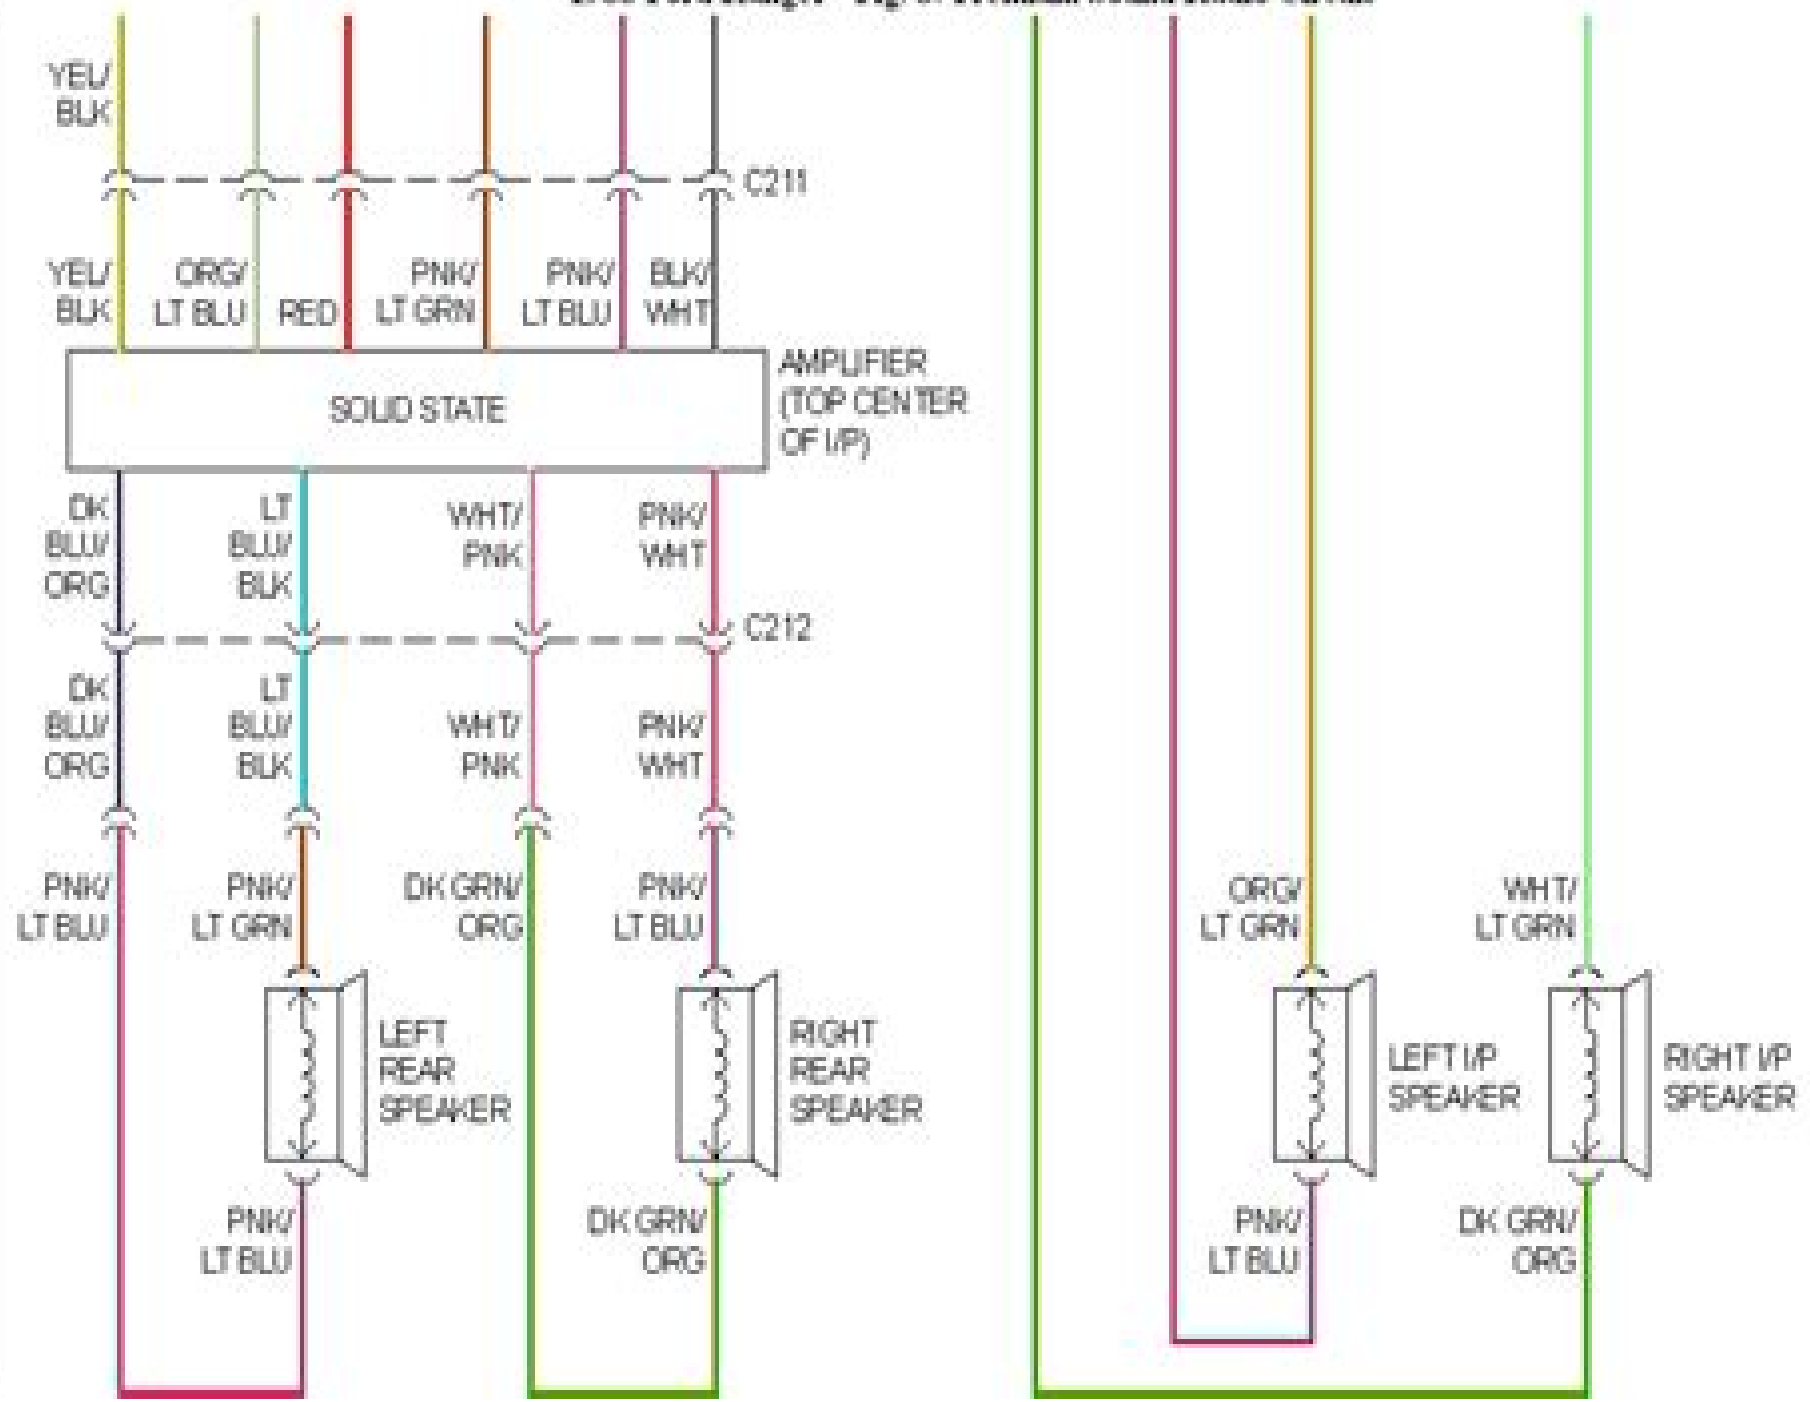 YEL/
BLK
C211
YEL/
BLK
ORG/
LT BLU
RED
PNK/
LT GRN
PNK/
LT BLU
BLK/
WHT
AMPLIFIER
(TOP CENTER
OF I/P)
SOLID STATE
DK
BLU/
ORG
LT
BLU/
BLK
WHT/
PNK
PNK/
WHT
C212
DK
BLU/
ORG
LT
BLU/
BLK
WHT/
PNK
PNK/
WHT
PNK/
LT BLU
PNK/
LT GRN
DK GRN/
ORG
PNK/
LT BLU
ORG/
LT GRN
WHT/
LT GRN
LEFT
REAR
SPEAKER
RIGHT
REAR
SPEAKER
LEFT I/P
SPEAKER
RIGHT I/P
SPEAKER
PNK/
LT BLU
DK GRN/
ORG
PNK/
LT BLU
DK GRN/
ORG